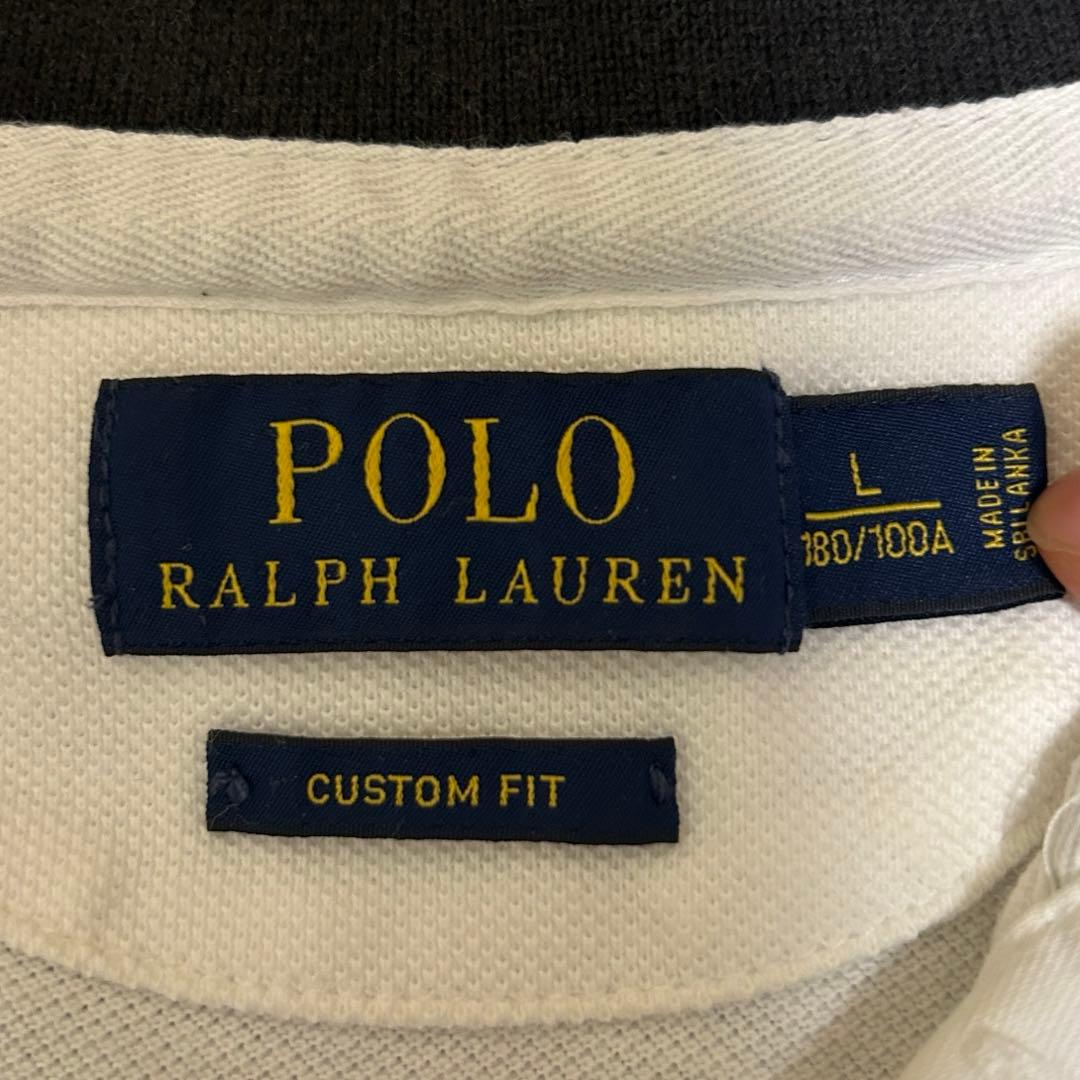 POLO
RALPH LAUREN
L
180/100A
MADE IN
SRI LANKA
CUSTOM FIT